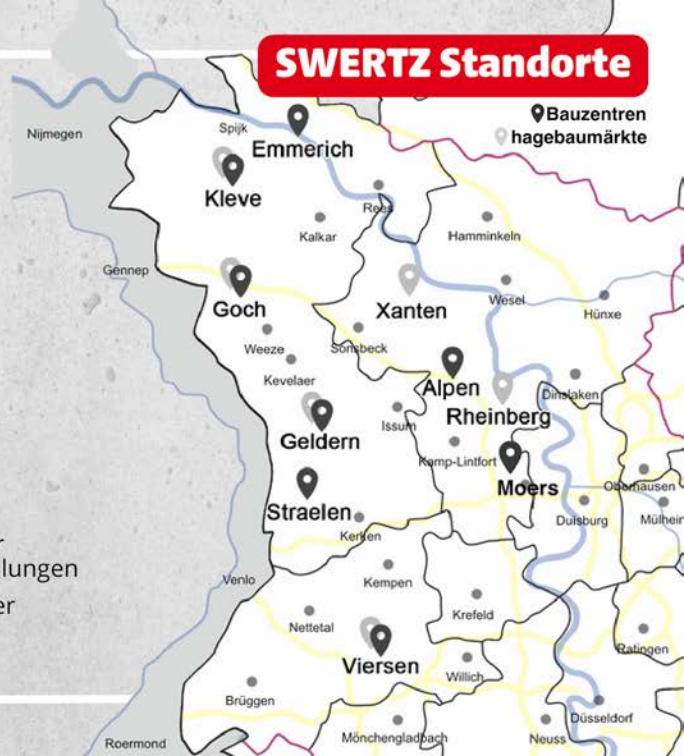 SWERTZ Standorte
Bauzentren
hagebaumärkte
Nijmegen
Spijk
Emmerich
Kleve
Rees
Kalkar
Hamminkeln
Gennep
Goch
Xanten
Wesel
Hünxe
Weeze
Sonsbeck
Kevelaer
Alpen
Dinslaken
Rheinberg
Issum
Geldern
Kamp-Lintfort
Moers
Oberhausen
Straelen
Duisburg
Mülheim
Kerken
r
lungen
er
Venlo
Kempen
Krefeld
Nettetal
Ratingen
Viersen
Willich
Brüggen
Düsseldorf
Roermond
Mönchengladbach
Neuss